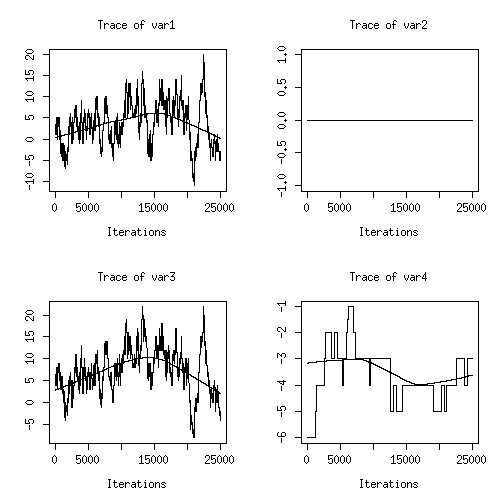 Trace of var1
20
15
10
5
0
-5
-10
0 5000 15000 25000
Iterations
Trace of var2
1.0
0.5
0.0
-0.5
-1.0
0 5000 15000 25000
Iterations
Trace of var3
20
15
10
5
0
-5
0 5000 15000 25000
Iterations
Trace of var4
-1
-2
-3
-4
-5
-6
0 5000 15000 25000
Iterations